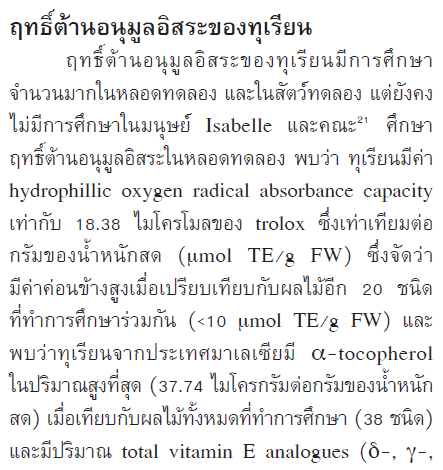 ฤทธิ์ต้านอนุมูลอิสระของทุเรียน
ฤทธิ์ต้านอนุมูลอิสระของทุเรียนมีการศึกษา
จำนวนมากในหลอดทดลอง และในสัตว์ทดลอง แต่ยังคง
ไม่มีการศึกษาในมนุษย์ Isabelle และคณะ²¹ ศึกษา
ฤทธิ์ต้านอนุมูลอิสระในหลอดทดลอง พบว่า ทุเรียนมีค่า
hydrophillic oxygen radical absorbance capacity
เท่ากับ 18.38 ไมโครโมลของ trolox ซึ่งเท่าเทียมต่อ
กรัมของน้ำหนักสด (μmol TE/g FW) ซึ่งจัดว่า
มีค่าค่อนข้างสูงเมื่อเปรียบเทียบกับผลไม้อีก 20 ชนิด
ที่ทำการศึกษาร่วมกัน (<10 μmol TE/g FW) และ
พบว่าทุเรียนจากประเทศมาเลเซียมี α-tocopherol
ในปริมาณสูงที่สุด (37.74 ไมโครกรัมต่อกรัมของน้ำหนัก
สด) เมื่อเทียบกับผลไม้ทั้งหมดที่ทำการศึกษา (38 ชนิด)
และมีปริมาณ total vitamin E analogues (δ-, γ-,